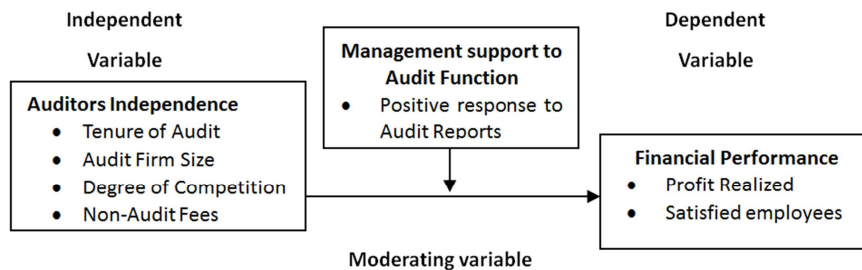 Independent
Variable
Auditors Independence
● Tenure of Audit
● Audit Firm Size
● Degree of Competition
● Non-Audit Fees
Management support to
Audit Function
● Positive response to
Audit Reports
Dependent
Variable
Financial Performance
● Profit Realized
● Satisfied employees
Moderating variable